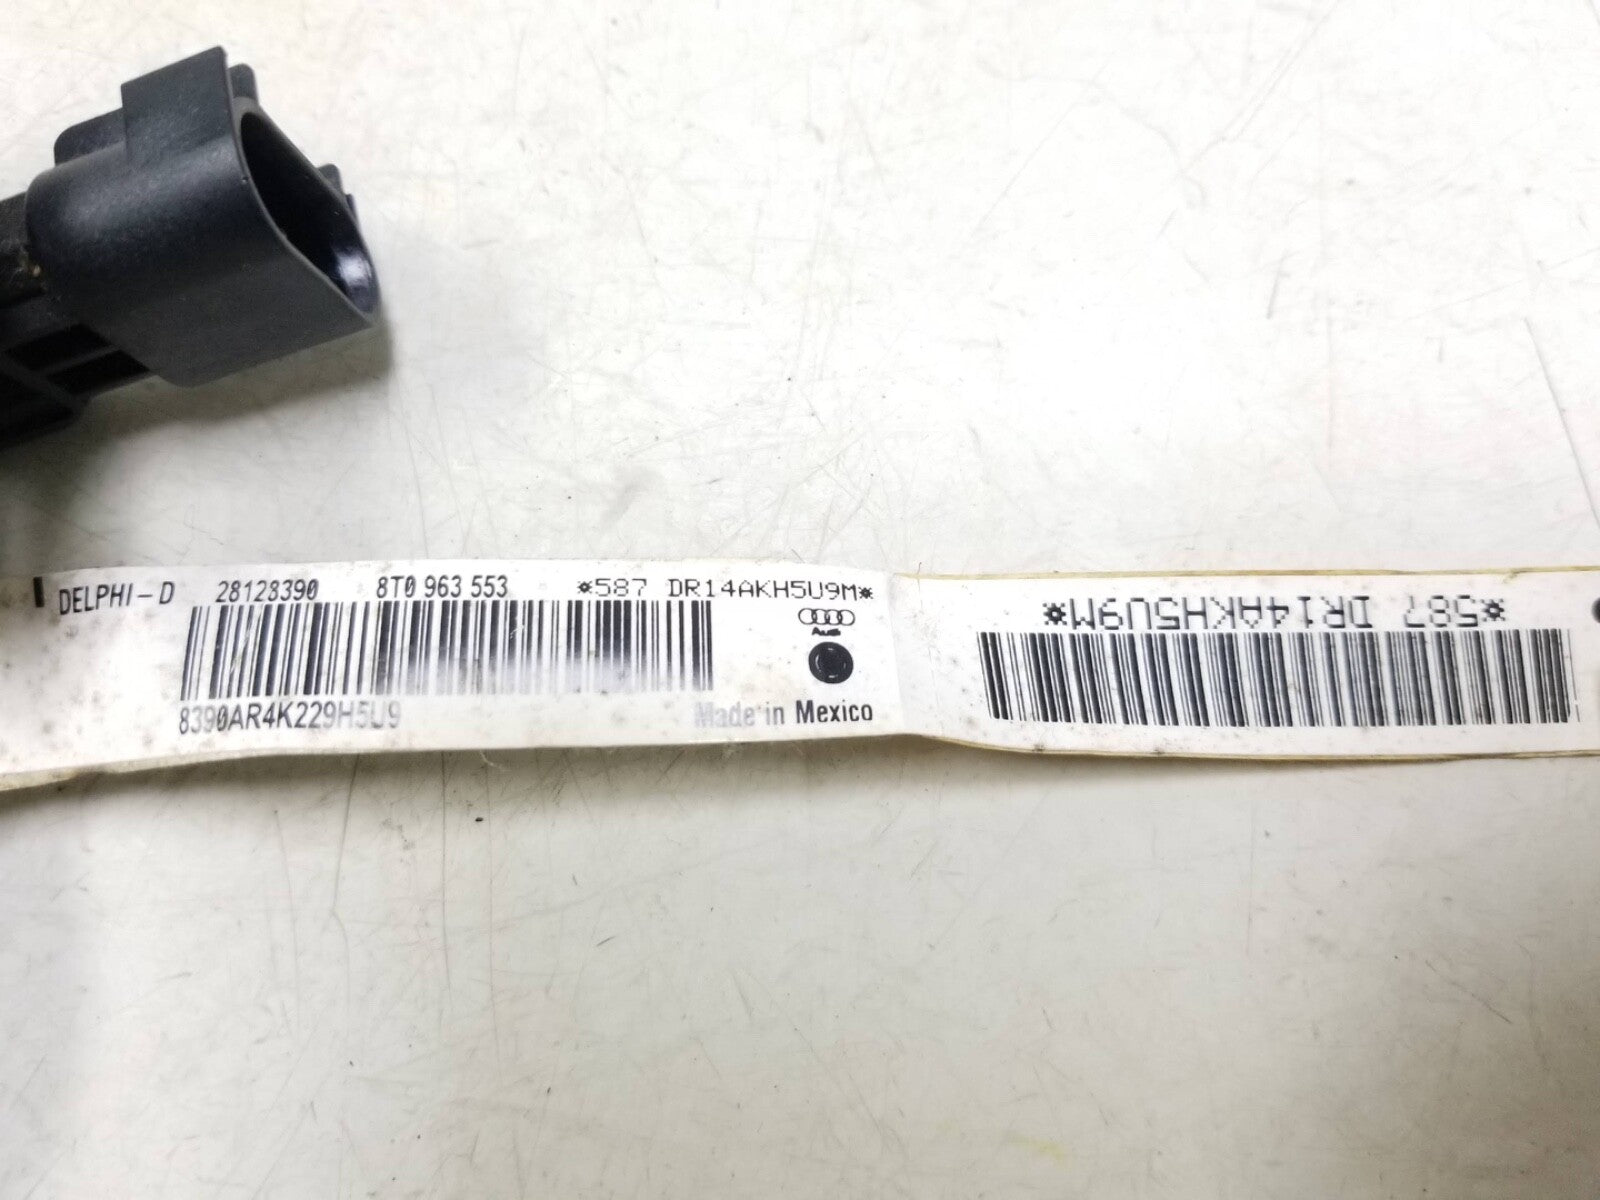 DELPHI-D 28128390 8T0 963 553 *587 DR14AKH5U9M*
Audi
8390AR4K229H5U9
Made in Mexico
*587 DR14AKH5U9M*